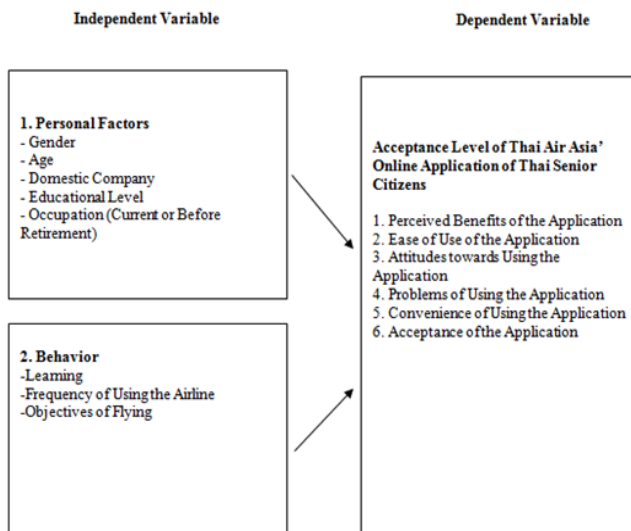 Independent Variable
Dependent Variable
1. Personal Factors
- Gender
- Age
- Domestic Company
- Educational Level
- Occupation (Current or Before
Retirement)
2. Behavior
-Learning
-Frequency of Using the Airline
-Objectives of Flying
Acceptance Level of Thai Air Asia’
Online Application of Thai Senior
Citizens
1. Perceived Benefits of the Application
2. Ease of Use of the Application
3. Attitudes towards Using the
Application
4. Problems of Using the Application
5. Convenience of Using the Application
6. Acceptance of the Application